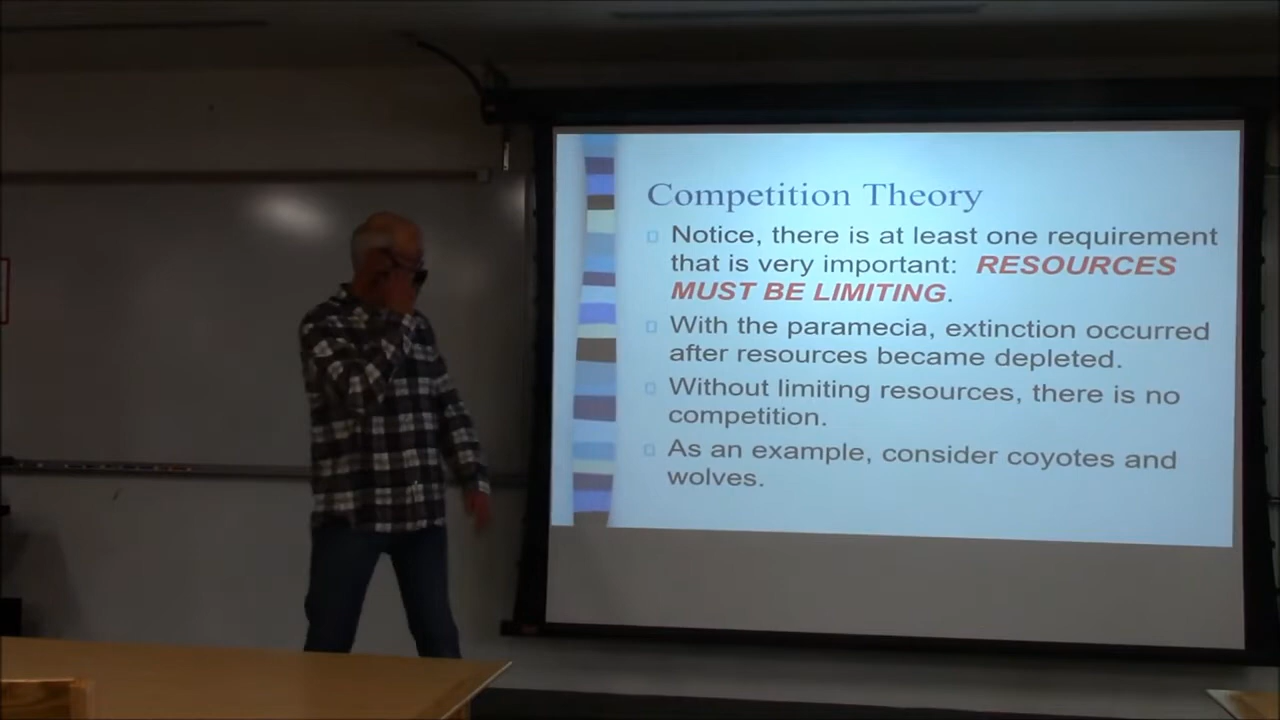 Competition Theory
Notice, there is at least one requirement
that is very important: RESOURCES
MUST BE LIMITING.
With the paramecia, extinction occurred
after resources became depleted.
Without limiting resources, there is no
competition.
As an example, consider coyotes and
wolves.